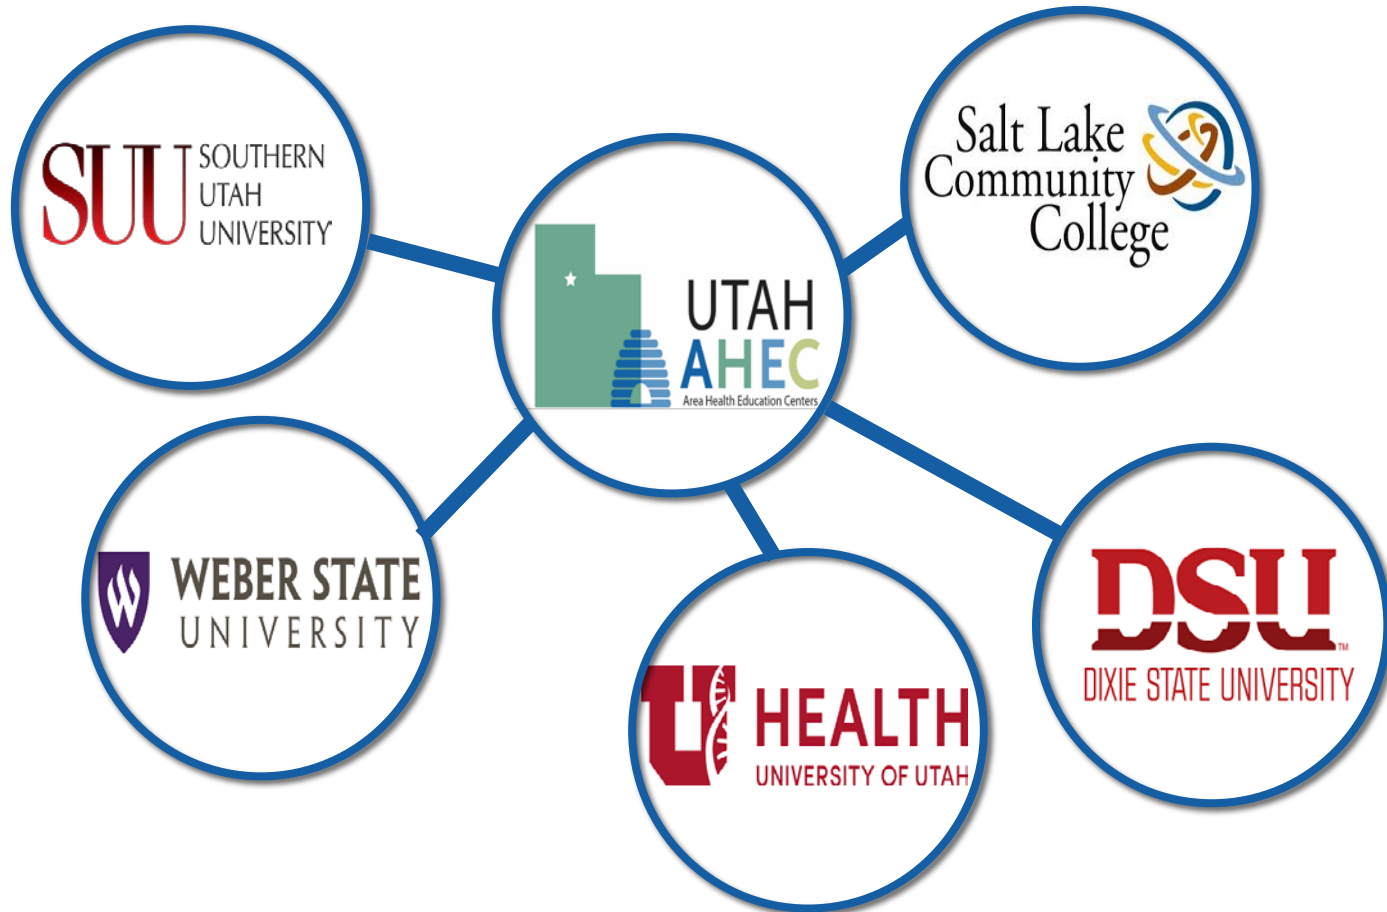 SUU SOUTHERN
UTAH
UNIVERSITY
Salt Lake
Community
College
UTAH
AHEC
Area Health Education Centers
W WEBER STATE
UNIVERSITY
U HEALTH
UNIVERSITY OF UTAH
DSU
TM
DIXIE STATE UNIVERSITY